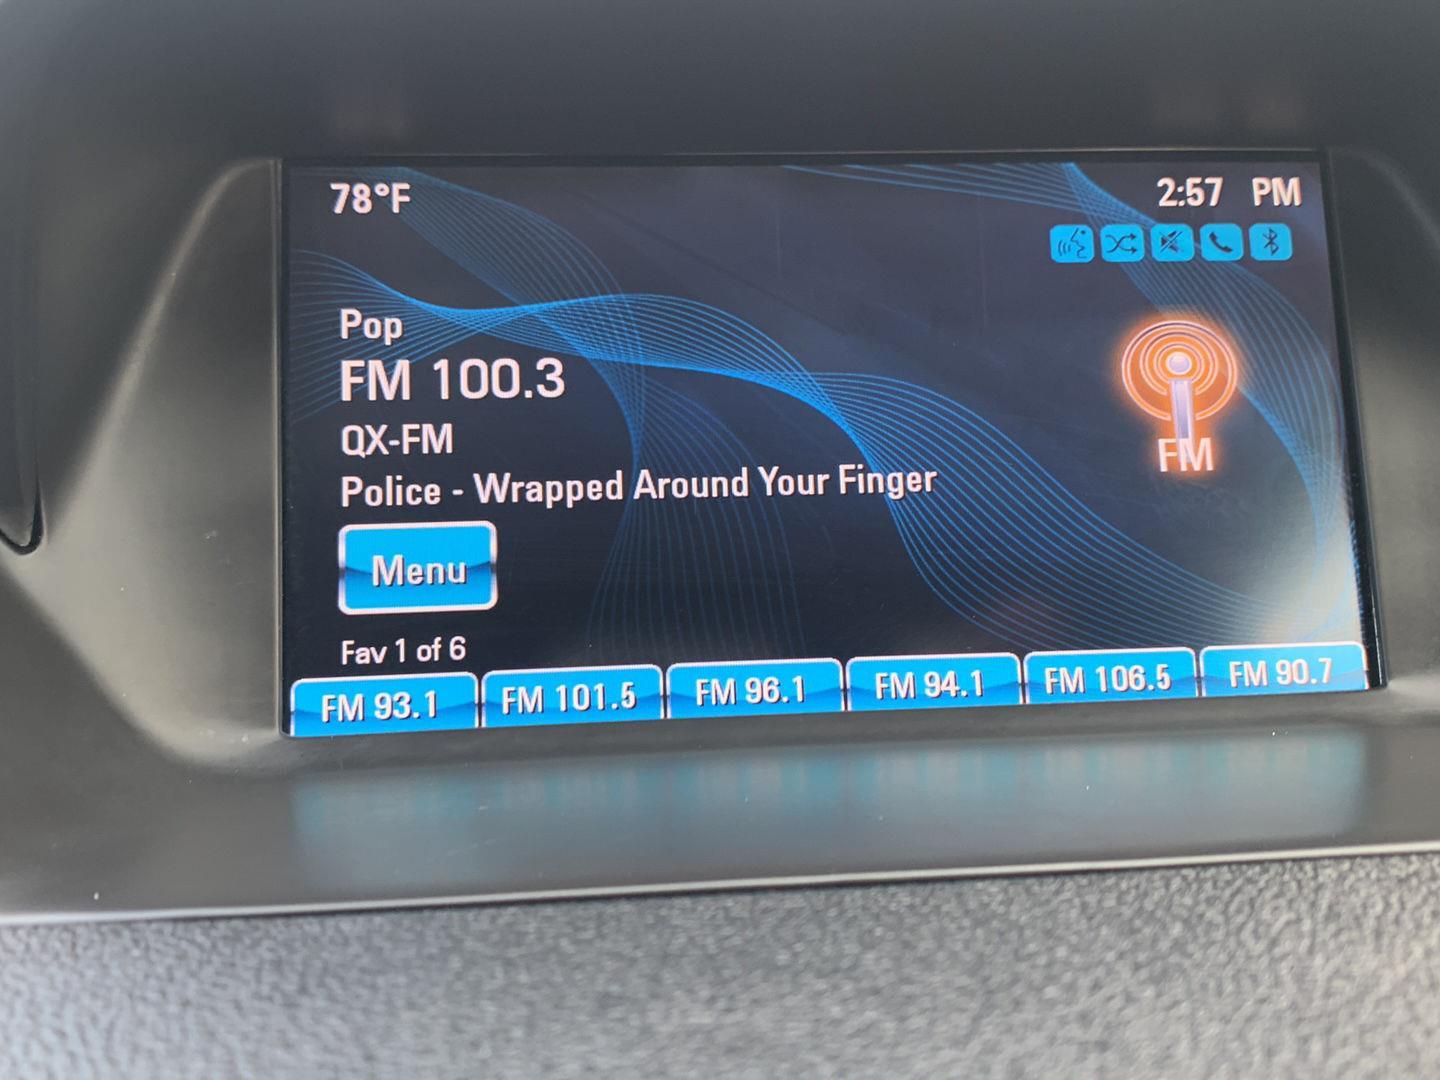 78°F
2:57 PM
Pop
FM 100.3
QX-FM
FM
Police - Wrapped Around Your Finger
Menu
Fav 1 of 6
FM 93.1 FM 101.5 FM 96.1 FM 94.1 FM 106.5 FM 90.7